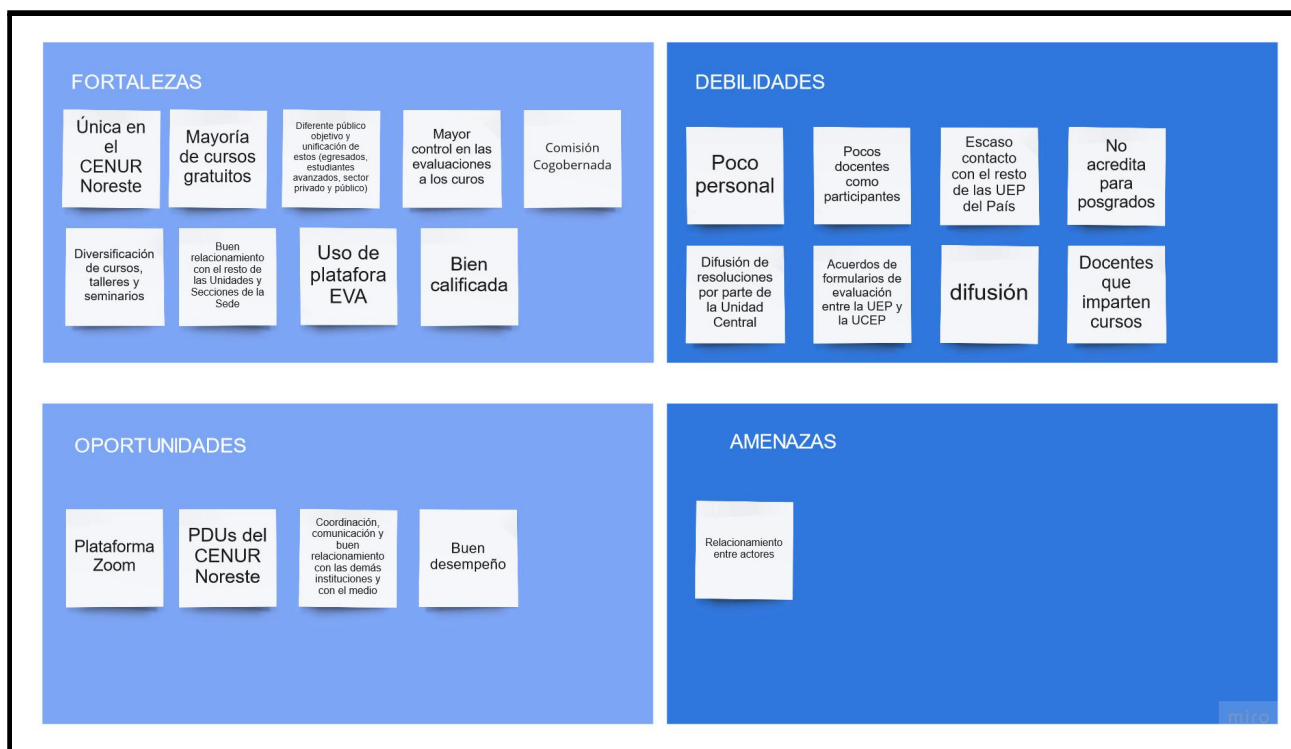 FORTALEZAS
Única en
el
CENUR
Noreste
Mayoría
de cursos
gratuitos
Diferente público
objetivo y
unificación de
estos (egresados,
estudiantes
avanzados, sector
privado y público)
Mayor
control en las
evaluaciones
a los curos
Comisión
Cogobernada
Diversificación
de cursos,
talleres y
seminarios
Buen
relacionamiento
con el resto de
las Unidades y
Secciones de la
Sede
Uso de
platafora
EVA
Bien
calificada
DEBILIDADES
Poco
personal
Pocos
docentes
como
participantes
Escaso
contacto
con el resto
de las UEP
del País
No
acredita
para
posgrados
Difusión de
resoluciones
por parte de
la Unidad
Central
Acuerdos de
formularios de
evaluación
entre la UEP y
la UCEP
difusión
Docentes
que
imparten
cursos
OPORTUNIDADES
Plataforma
Zoom
PDUs del
CENUR
Noreste
Coordinación,
comunicación y
buen
relacionamiento
con las demás
instituciones y
con el medio
Buen
desempeño
AMENAZAS
Relacionamiento
entre actores
miro